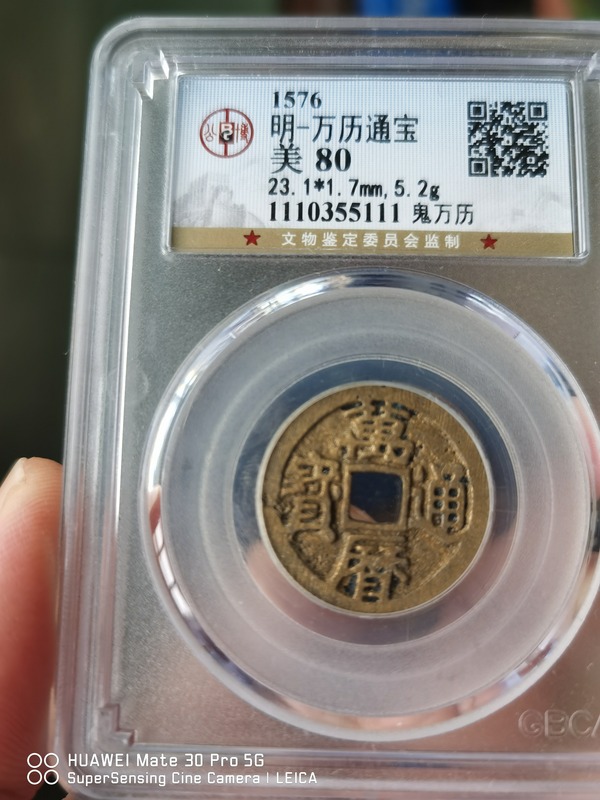 1576
明-万历通宝
美 80
23.1*1.7mm,5.2g
1110355111 鬼万历
★ 文物鉴定委员会监制 ★
公 B 博
萬
寶 通
曆
GBCA
HUAWEI Mate 30 Pro 5G
SuperSensing Cine Camera | LEICA